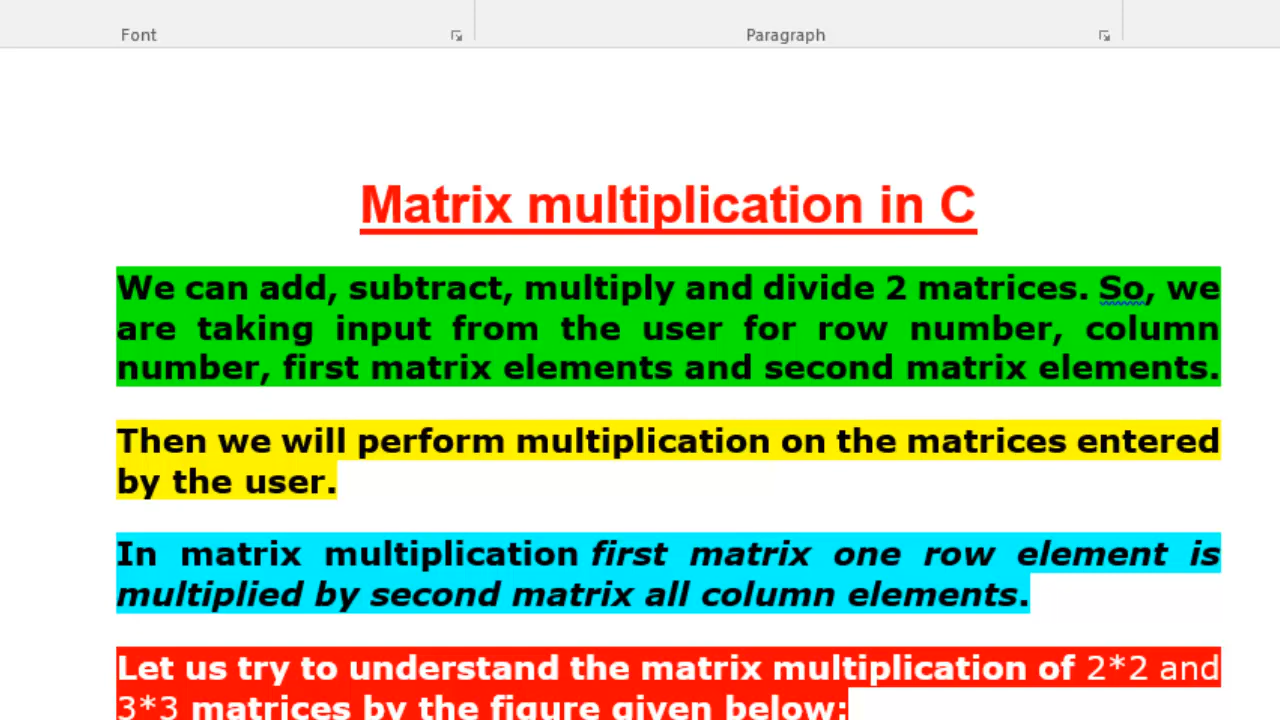 Font Paragraph
Matrix multiplication in C
We can add, subtract, multiply and divide 2 matrices. So, we
are taking input from the user for row number, column
number, first matrix elements and second matrix elements.
Then we will perform multiplication on the matrices entered
by the user.
In matrix multiplication first matrix one row element is
multiplied by second matrix all column elements.
Let us try to understand the matrix multiplication of 2*2 and
3*3 matrices by the figure given below: